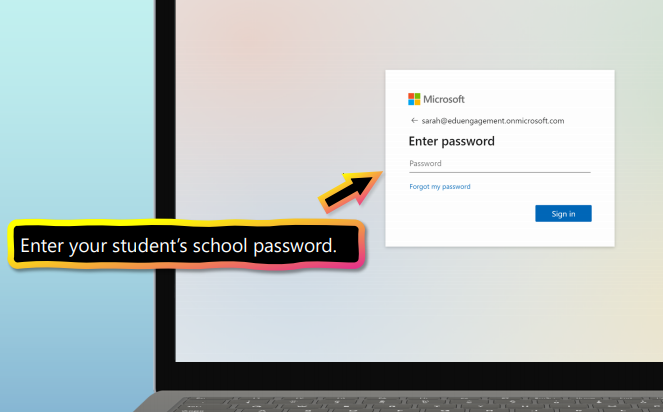 Microsoft
← sarah@eduengagement.onmicrosoft.com
Enter password
Password
Forgot my password
Sign in
Enter your student's school password.